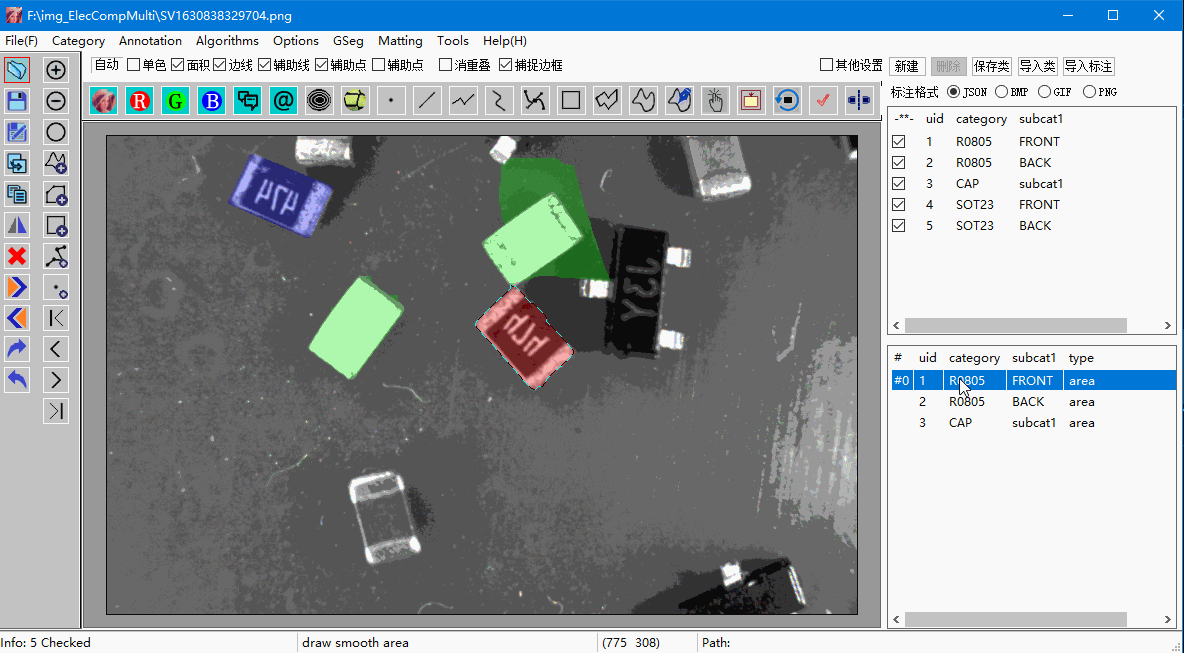 F:\img_ElecCompMulti\SV1630838329704.png
File(F) Category Annotation Algorithms Options GSeg Matting Tools Help(H)
自动 单色 面积 边线 辅助线 辅助点 辅助点 消重叠 捕捉边框 其他设置 新建 删除 保存类 导入类 导入标注
R G B @
标注格式 JSON BMP GIF PNG
-**- uid category subcat1
1 R0805 FRONT
2 R0805 BACK
3 CAP subcat1
4 SOT23 FRONT
5 SOT23 BACK
YEL
# uid category subcat1 type
#0 1 R0805 FRONT area
2 R0805 BACK area
3 CAP subcat1 area
Info: 5 Checked draw smooth area (775 308) Path: